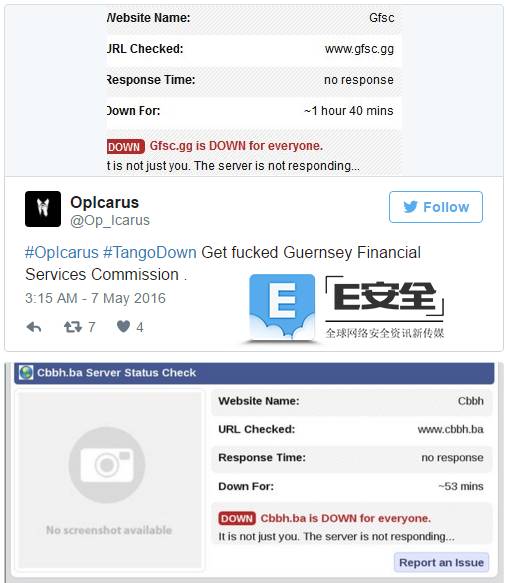 Website Name: Gfsc
URL Checked: www.gfsc.gg
Response Time: no response
Down For: ~1 hour 40 mins
DOWN Gfsc.gg is DOWN for everyone.
It is not just you. The server is not responding...
OpIcarus
@Op_Icarus
Follow
#OpIcarus #TangoDown Get fucked Guernsey Financial
Services Commission .
3:15 AM - 7 May 2016
7 4
E
E安全
全球网络安全资讯新传媒
Cbbh.ba Server Status Check
No screenshot available
Website Name: Cbbh
URL Checked: www.cbbh.ba
Response Time: no response
Down For: ~53 mins
DOWN Cbbh.ba is DOWN for everyone.
It is not just you. The server is not responding...
Report an Issue